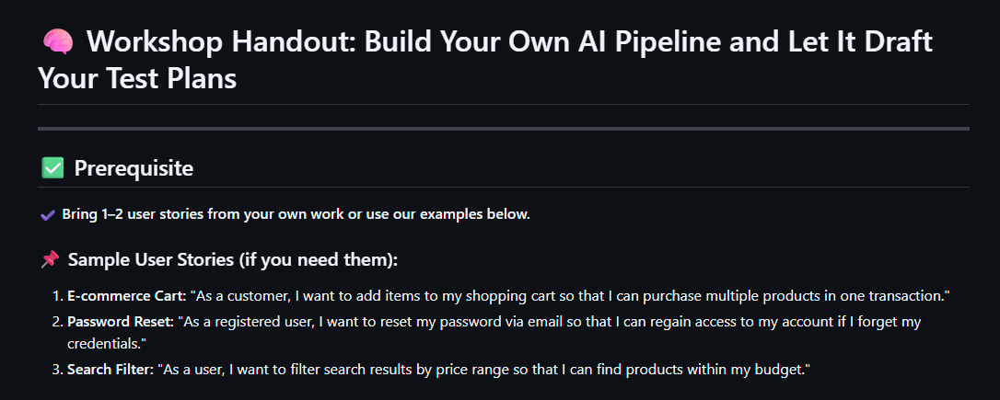 🧠 Workshop Handout: Build Your Own AI Pipeline and Let It Draft
Your Test Plans
✅ Prerequisite
✔ Bring 1–2 user stories from your own work or use our examples below.
📌 Sample User Stories (if you need them):
1. E-commerce Cart: "As a customer, I want to add items to my shopping cart so that I can purchase multiple products in one transaction."
2. Password Reset: "As a registered user, I want to reset my password via email so that I can regain access to my account if I forget my
credentials."
3. Search Filter: "As a user, I want to filter search results by price range so that I can find products within my budget."